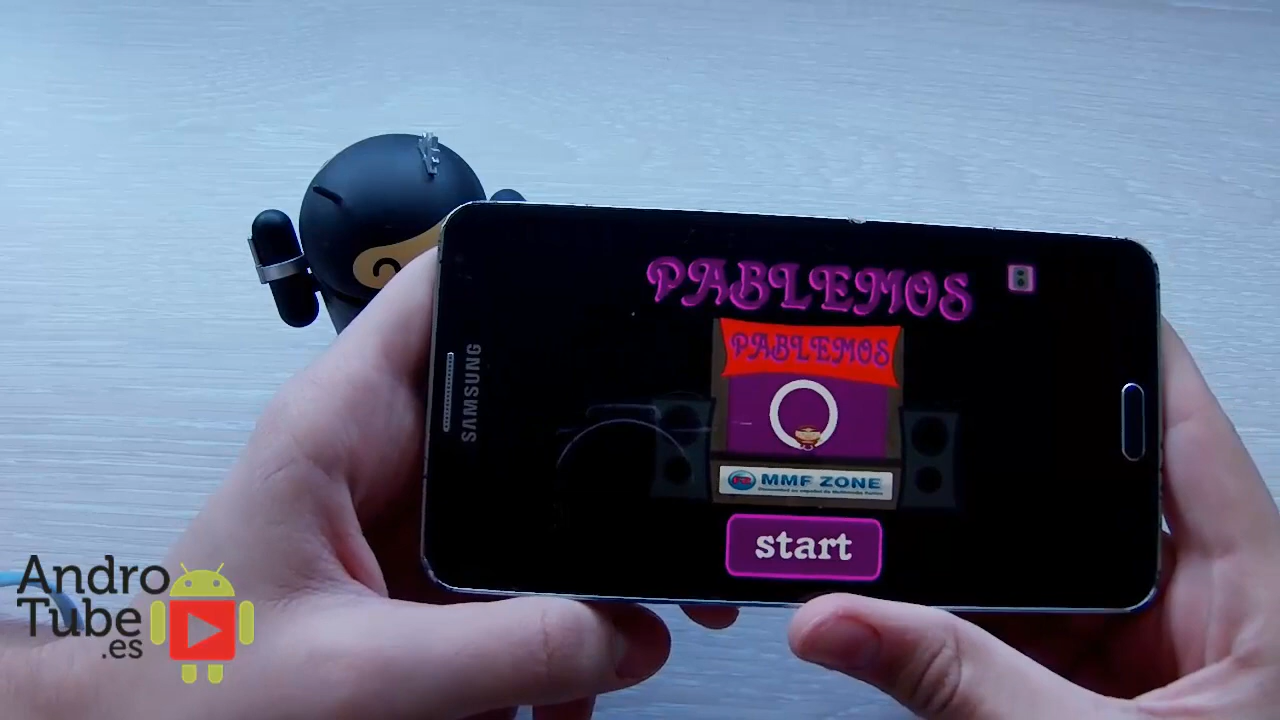 PABLEMOS
PABLEMOS
MMF ZONE
start
SAMSUNG
Andro
Tube
.es